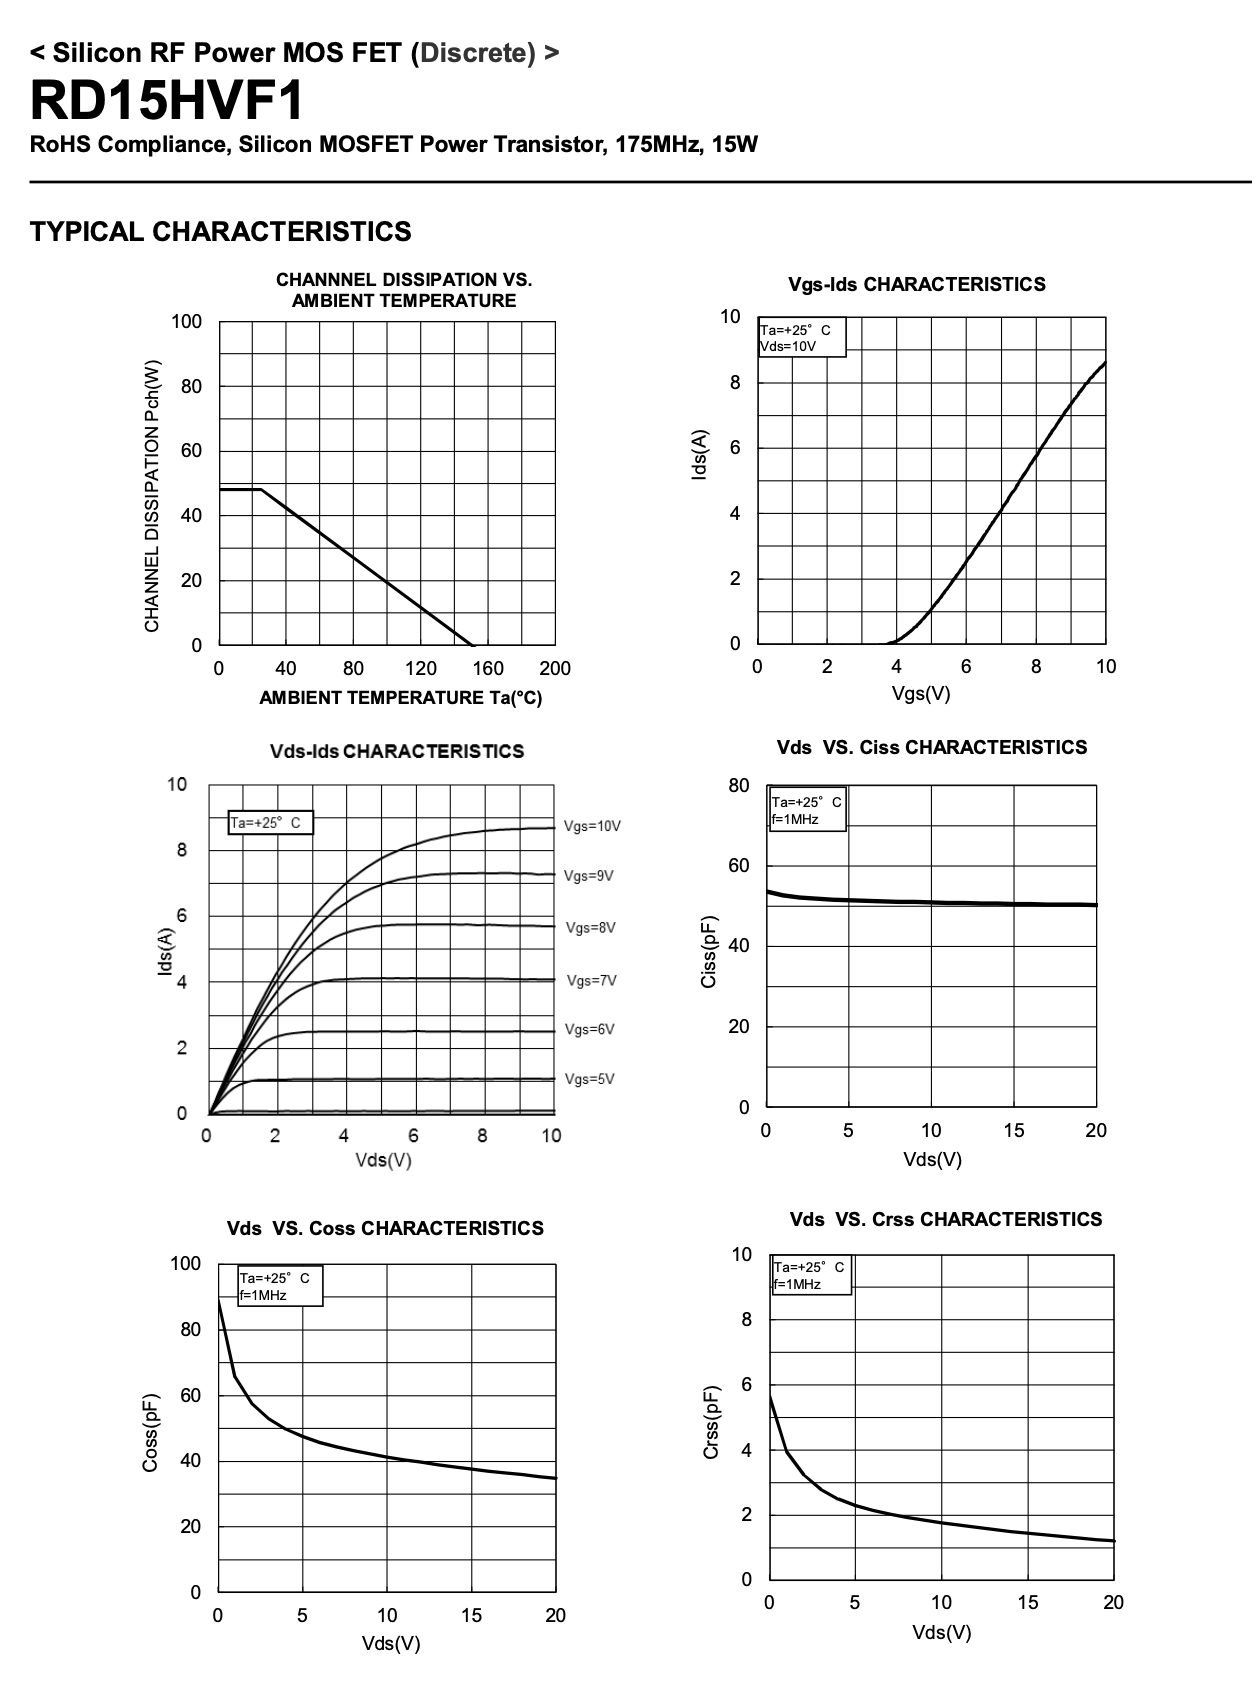 < Silicon RF Power MOS FET (Discrete) >
RD15HVF1
RoHS Compliance, Silicon MOSFET Power Transistor, 175MHz, 15W
TYPICAL CHARACTERISTICS
CHANNNEL DISSIPATION VS.
AMBIENT TEMPERATURE
100
80
60
40
20
0
CHANNEL DISSIPATION Pch(W)
0 40 80 120 160 200
AMBIENT TEMPERATURE Ta(°C)
Vgs-Ids CHARACTERISTICS
Ta=+25° C
Vds=10V
10
8
6
4
2
0
Ids(A)
0 2 4 6 8 10
Vgs(V)
Vds-Ids CHARACTERISTICS
Ta=+25° C
10
8
6
4
2
0
Ids(A)
Vgs=10V
Vgs=9V
Vgs=8V
Vgs=7V
Vgs=6V
Vgs=5V
0 2 4 6 8 10
Vds(V)
Vds VS. Ciss CHARACTERISTICS
Ta=+25° C
f=1MHz
80
60
40
20
0
Ciss(pF)
0 5 10 15 20
Vds(V)
Vds VS. Coss CHARACTERISTICS
Ta=+25° C
f=1MHz
100
80
60
40
20
0
Coss(pF)
0 5 10 15 20
Vds(V)
Vds VS. Crss CHARACTERISTICS
Ta=+25° C
f=1MHz
10
8
6
4
2
0
Crss(pF)
0 5 10 15 20
Vds(V)